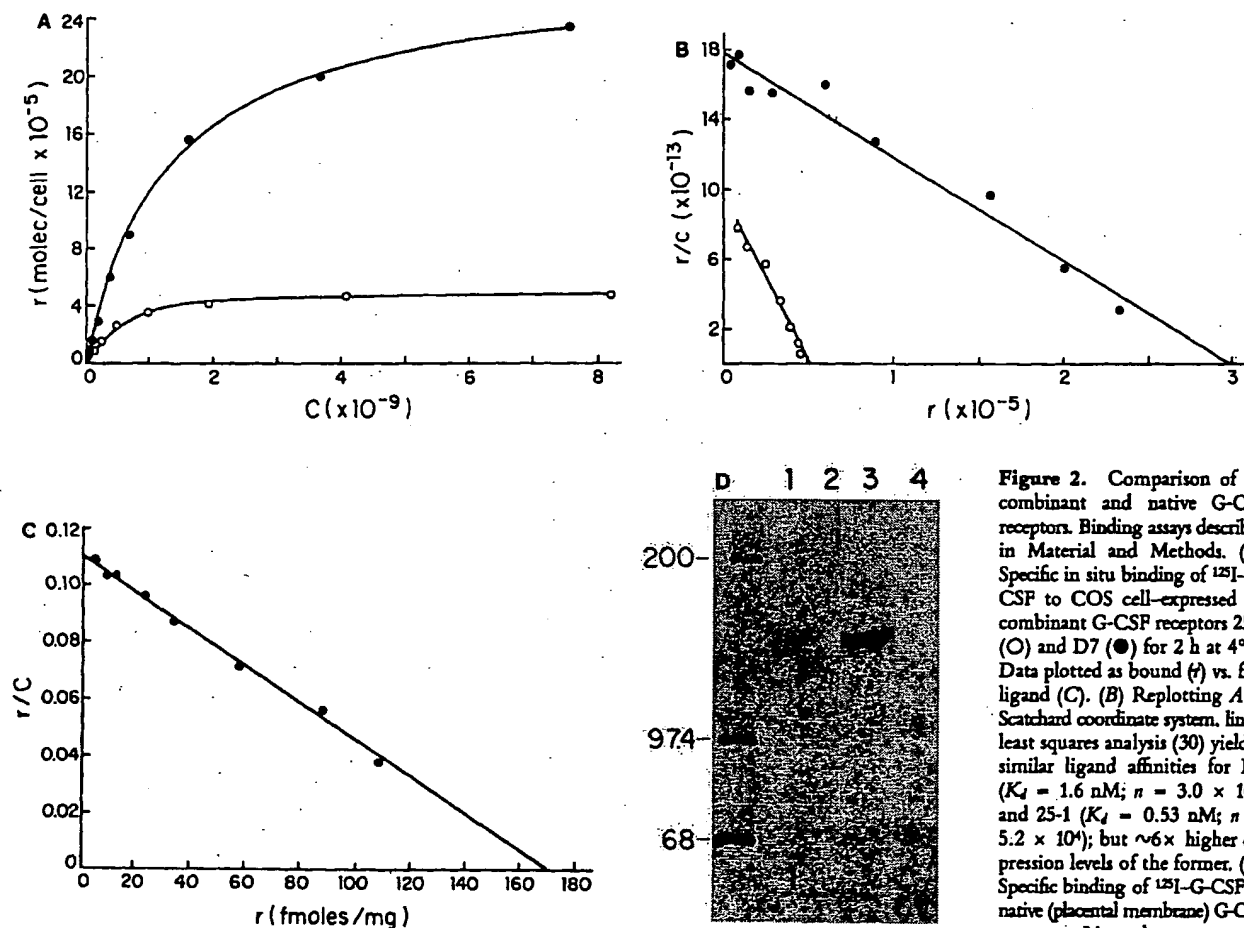 A
24
20
16
12
8
4
0
r(molec/cell x 10⁻⁵)
0 2 4 6 8
C(x10⁻⁹)
B
18
14
10
6
2
r/c (x10⁻¹³)
0 1 2 3
r (x10⁻⁵)
C
0.12
0.10
0.08
0.06
0.04
0.02
0
r/C
0 20 40 60 80 100 120 140 160 180
r(fmoles/mg)
D 1 2 3 4
200-
97.4-
68-
Figure 2. Comparison of
combinant and native G-C
receptors. Binding assays describ
in Material and Methods. (
Specific in situ binding of ¹²⁵I-
CSF to COS cell-expressed
combinant G-CSF receptors 2
(○) and D7 (●) for 2 h at 4°
Data plotted as bound (r) vs. f
ligand (C). (B) Replotting A
Scatchard coordinate system. lin
least squares analysis (30) yield
similar ligand affinities for
(Kd = 1.6 nM; n = 3.0 × 1
and 25-1 (Kd = 0.53 nM; n
5.2 × 10⁴); but ~6× higher
pression levels of the former. (
Specific binding of ¹²⁵I-G-CSF
native (placental membrane) G-C